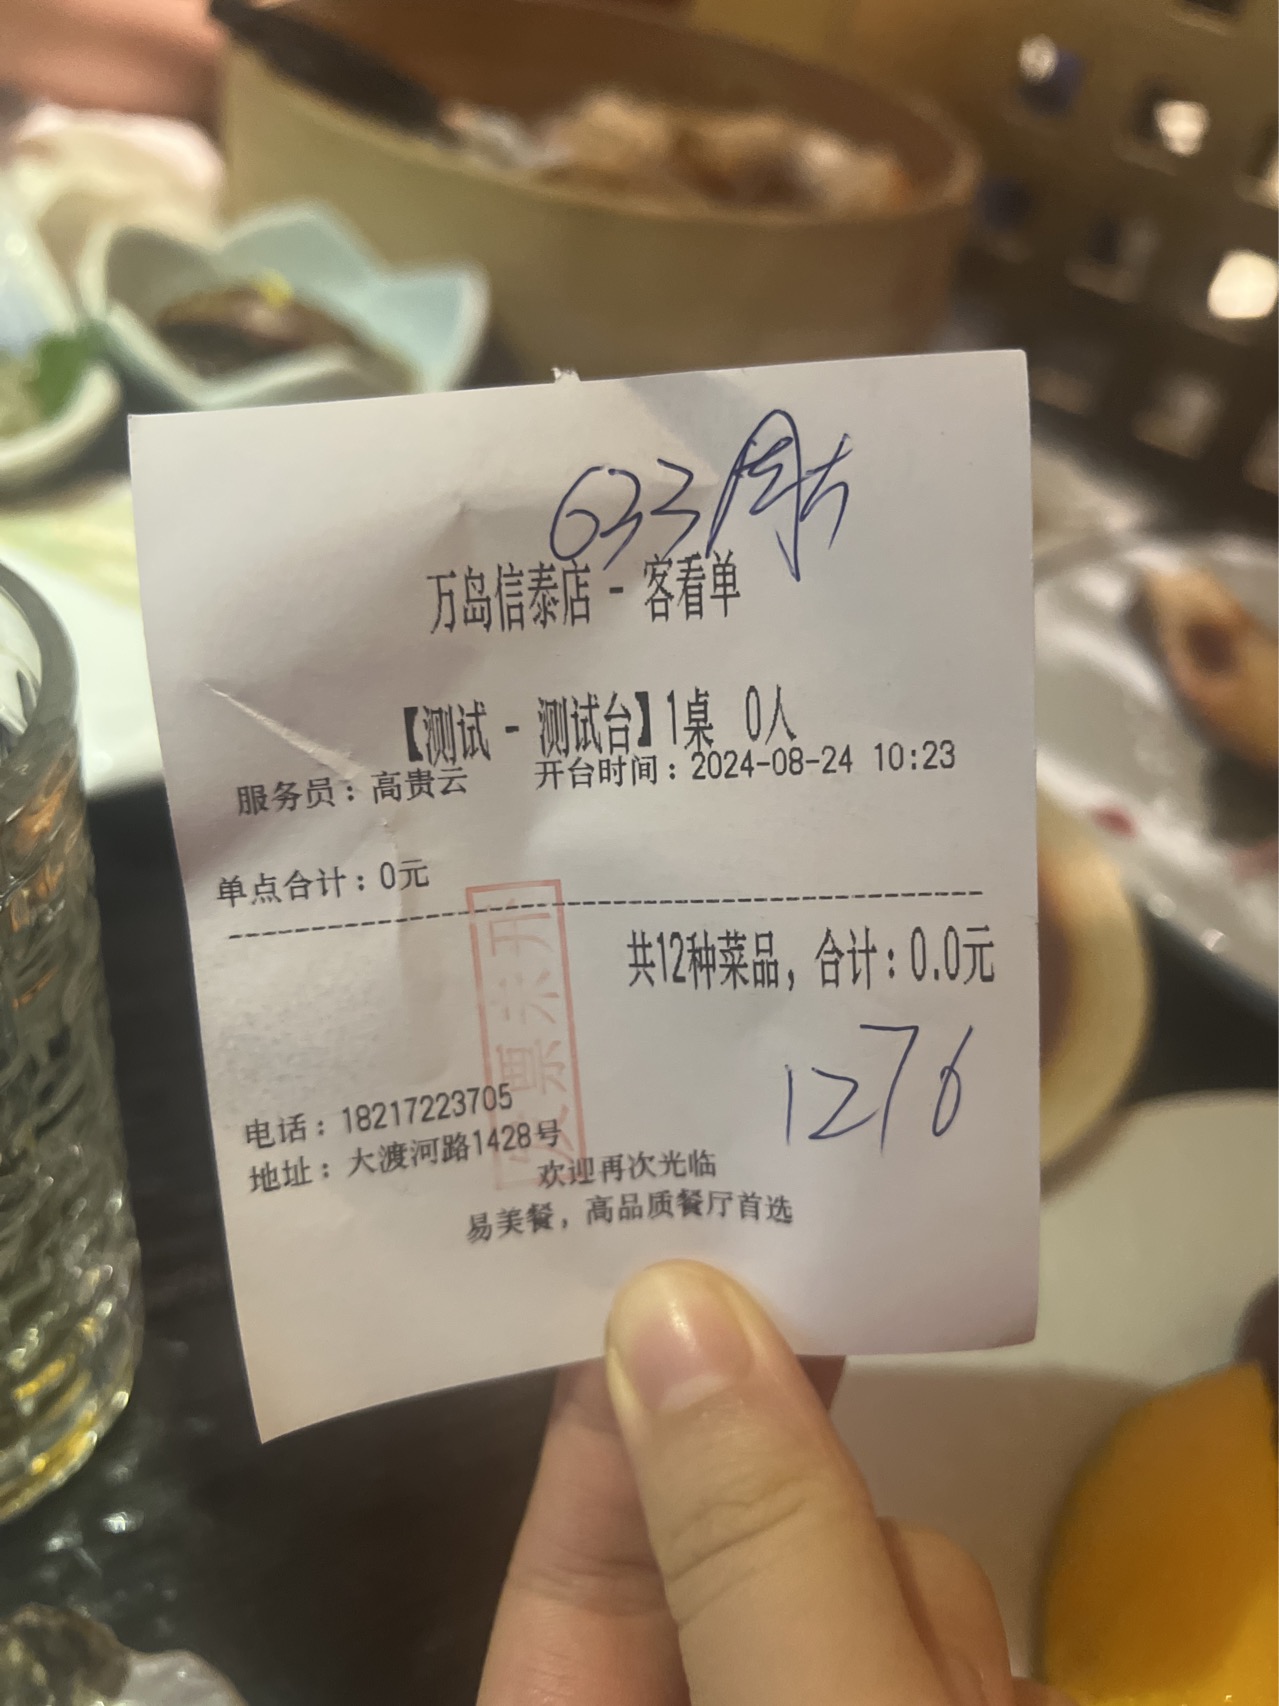 633
万岛信泰店 - 客看单
【测试 - 测试台】1桌 0人
服务员：高贵云 开台时间：2024-08-24 10:23
单点合计：0元
共12种菜品，合计：0.0元
1276
发票未开
电话：18217223705
地址：大渡河路1428号
欢迎再次光临
易美餐，高品质餐厅首选